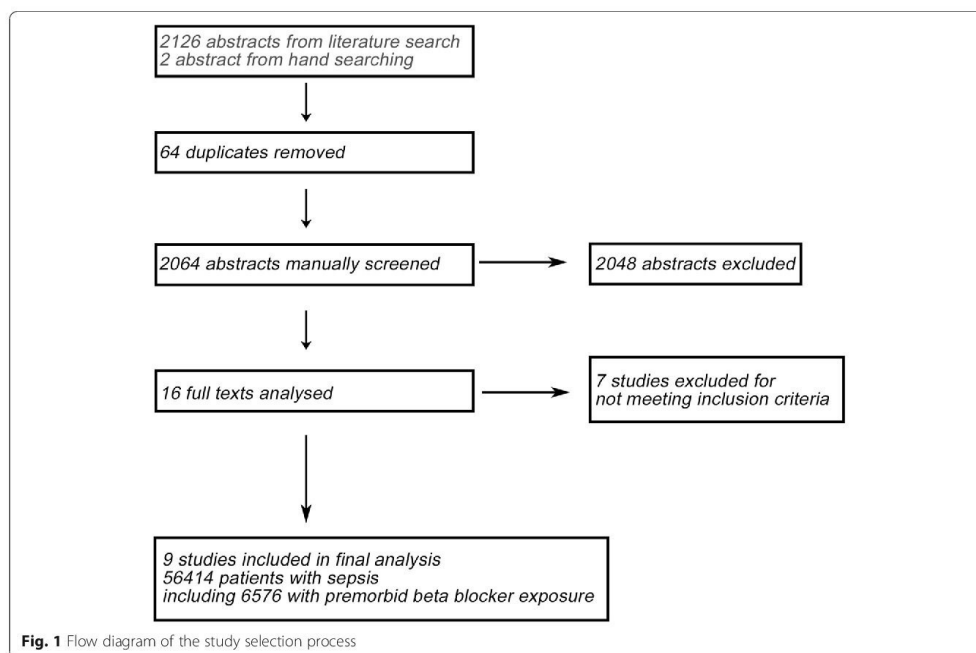 2126 abstracts from literature search
2 abstract from hand searching
64 duplicates removed
2064 abstracts manually screened
2048 abstracts excluded
16 full texts analysed
7 studies excluded for
not meeting inclusion criteria
9 studies included in final analysis
56414 patients with sepsis
including 6576 with premorbid beta blocker exposure
Fig. 1 Flow diagram of the study selection process